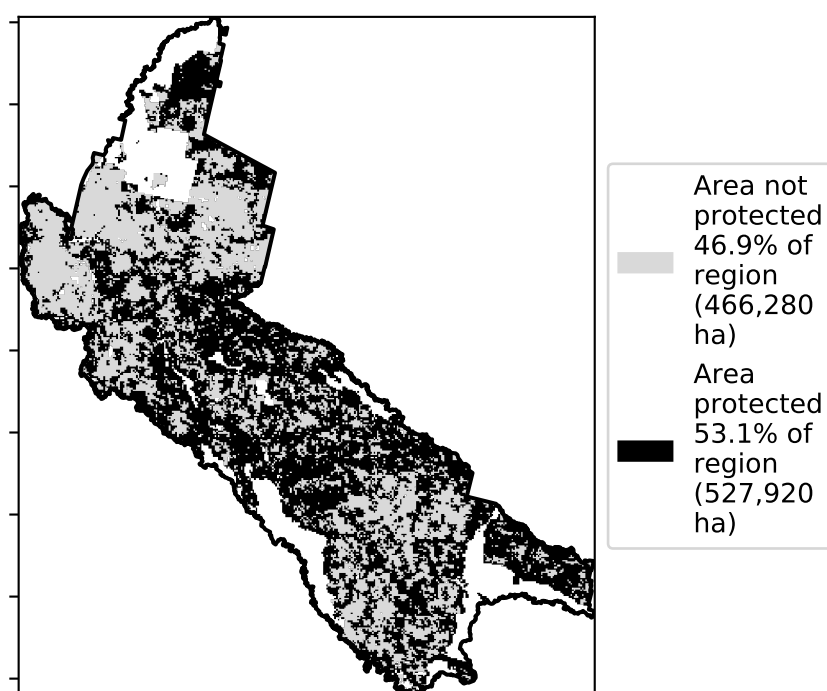 Area not
protected
46.9% of
region
(466,280
ha)
Area
protected
53.1% of
region
(527,920
ha)